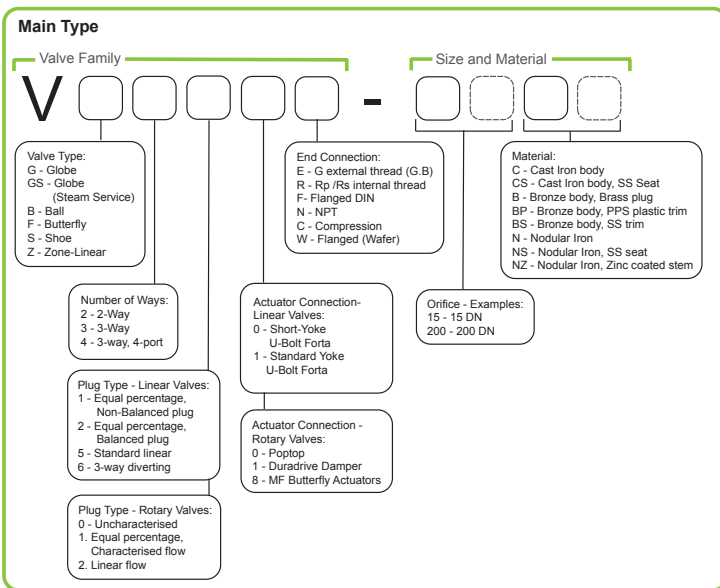 Main Type
Valve Family
Size and Material
V
-
Valve Type:
G - Globe
GS - Globe
(Steam Service)
B - Ball
F - Butterfly
S - Shoe
Z - Zone-Linear
End Connection:
E - G external thread (G.B)
R - Rp /Rs internal thread
F- Flanged DIN
N - NPT
C - Compression
W - Flanged (Wafer)
Material:
C - Cast Iron body
CS - Cast Iron body, SS Seat
B - Bronze body, Brass plug
BP - Bronze body, PPS plastic trim
BS - Bronze body, SS trim
N - Nodular Iron
NS - Nodular Iron, SS seat
NZ - Nodular Iron, Zinc coated stem
Number of Ways:
2 - 2-Way
3 - 3-Way
4 - 3-way, 4-port
Actuator Connection-
Linear Valves:
0 - Short-Yoke
U-Bolt Forta
1 - Standard Yoke
U-Bolt Forta
Orifice - Examples:
15 - 15 DN
200 - 200 DN
Plug Type - Linear Valves:
1 - Equal percentage,
Non-Balanced plug
2 - Equal percentage,
Balanced plug
5 - Standard linear
6 - 3-way diverting
Actuator Connection -
Rotary Valves:
0 - Poptop
1 - Duradrive Damper
8 - MF Butterfly Actuators
Plug Type - Rotary Valves:
0 - Uncharacterised
1. Equal percentage,
Characterised flow
2. Linear flow